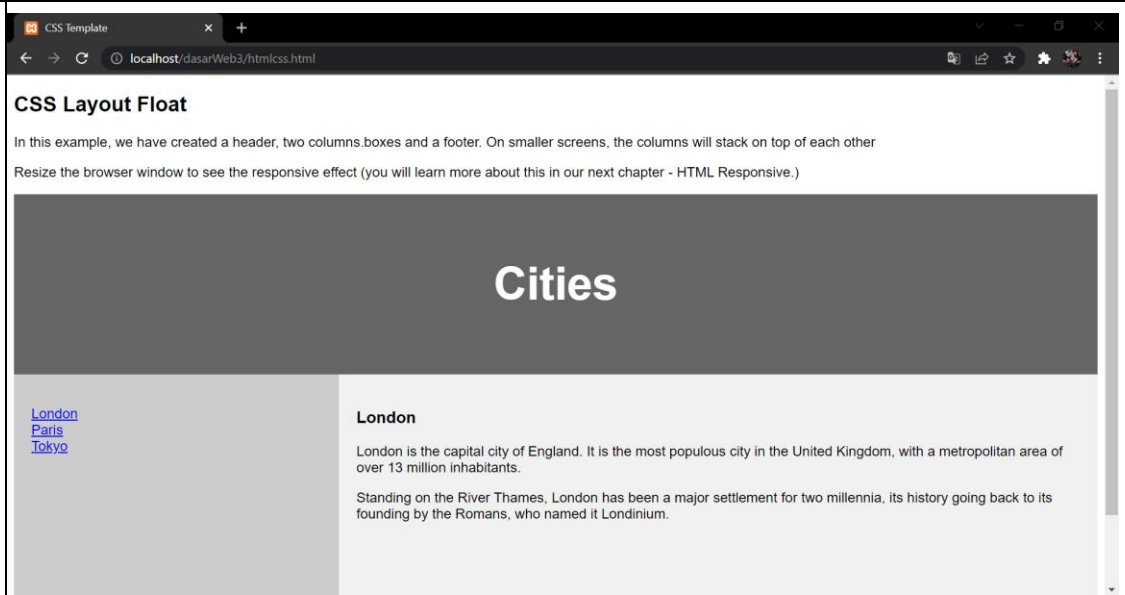 CSS Template
localhost/dasarWeb3/htmlcss.html
CSS Layout Float
In this example, we have created a header, two columns.boxes and a footer. On smaller screens, the columns will stack on top of each other
Resize the browser window to see the responsive effect (you will learn more about this in our next chapter - HTML Responsive.)
Cities
London
Paris
Tokyo
London
London is the capital city of England. It is the most populous city in the United Kingdom, with a metropolitan area of
over 13 million inhabitants.
Standing on the River Thames, London has been a major settlement for two millennia, its history going back to its
founding by the Romans, who named it Londinium.